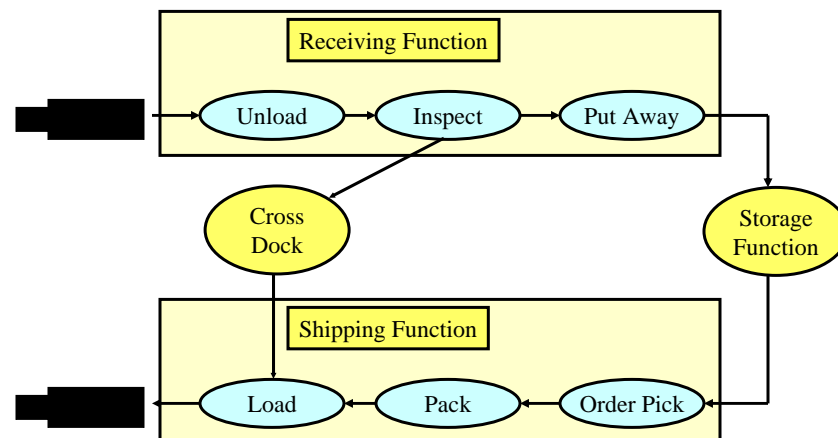 Receiving Function
Unload
Inspect
Put Away
Cross
Dock
Storage
Function
Shipping Function
Load
Pack
Order Pick